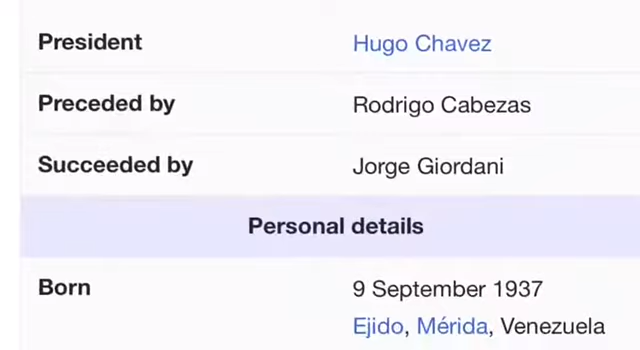 President Hugo Chavez
Preceded by Rodrigo Cabezas
Succeeded by Jorge Giordani
Personal details
Born 9 September 1937
Ejido, Mérida, Venezuela